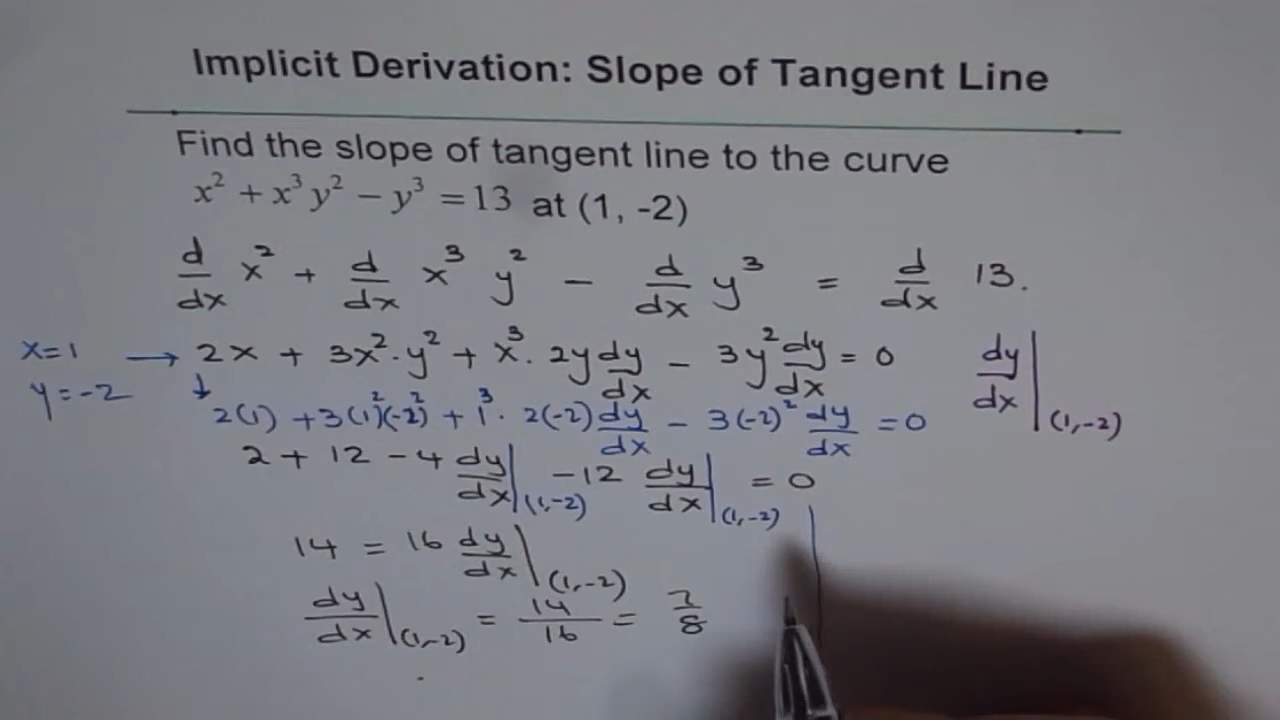 Implicit Derivation: Slope of Tangent Line
Find the slope of tangent line to the curve
x² + x³y² − y³ = 13 at (1, -2)
d/dx x² + d/dx x³ y² − d/dx y³ = d/dx 13.
x=1 → 2x + 3x²·y² + x³· 2y dy/dx − 3y² dy/dx = 0 dy/dx |(1,-2)
y=-2 ↓ 2(1) + 3(1)²(-2)² + 1³· 2(-2) dy/dx − 3(-2)² dy/dx = 0
2 + 12 − 4 dy/dx |(1,-2) − 12 dy/dx |(1,-2) = 0
14 = 16 dy/dx |(1,-2)
dy/dx |(1,-2) = 14/16 = 7/8